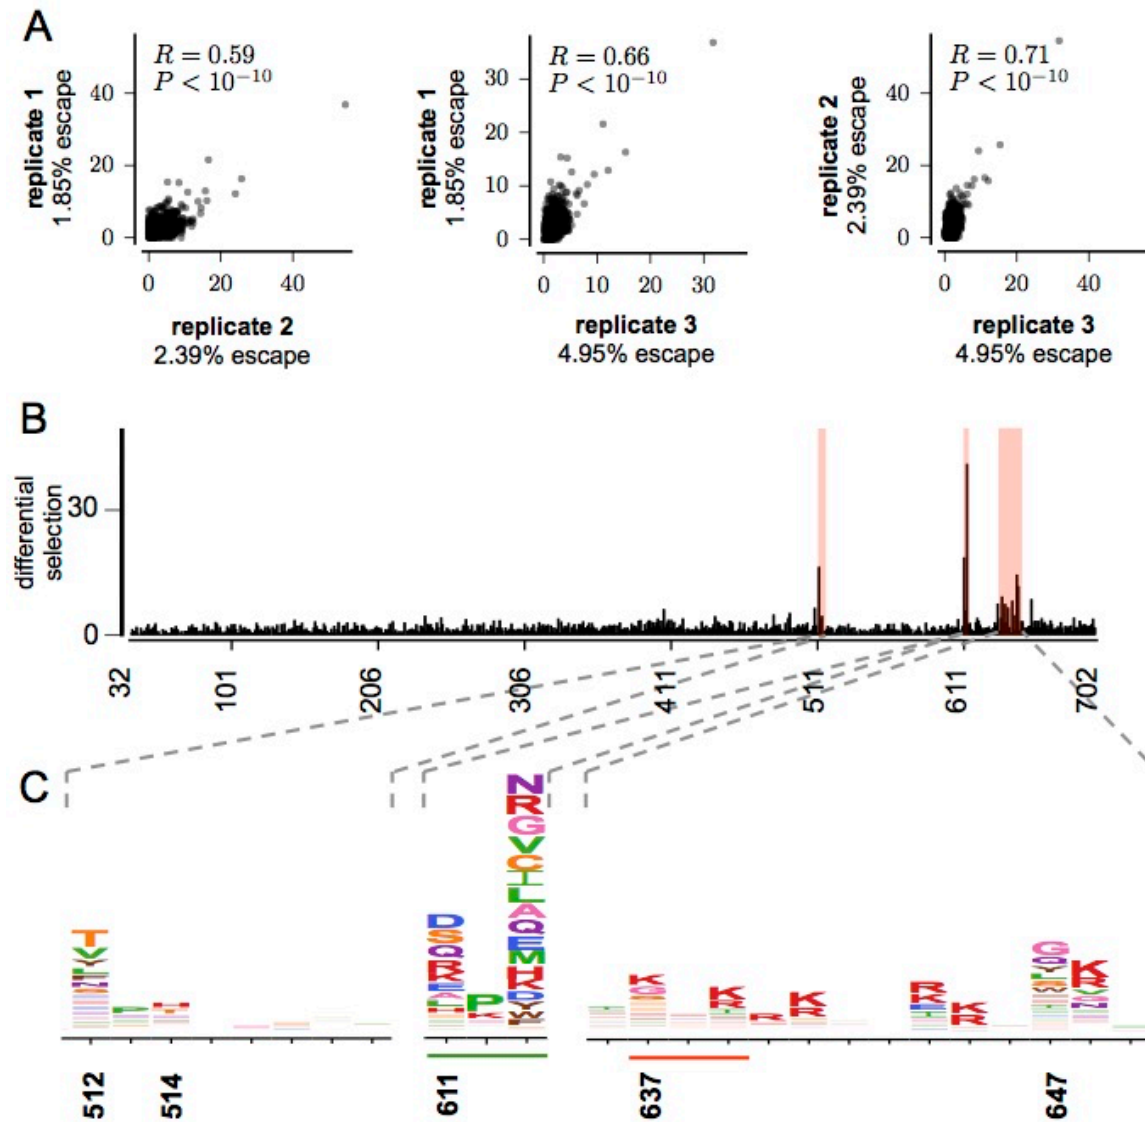 A
R = 0.59
P < 10⁻¹⁰
replicate 1
1.85% escape
40
20
0
0 20 40
replicate 2
2.39% escape
R = 0.66
P < 10⁻¹⁰
replicate 1
1.85% escape
30
20
10
0
0 10 20 30
replicate 3
4.95% escape
R = 0.71
P < 10⁻¹⁰
replicate 2
2.39% escape
40
20
0
0 20 40
replicate 3
4.95% escape
B
differential
selection
30
0
32 101 206 306 411 511 611 702
C
T
V
Y
L
N
S
P
D
S
Q
R
R
E
A
L
H
P
K
N
R
G
V
C
I
L
A
Q
E
M
H
K
D
Y
W
F
K
G
S
K
R
I
R
K
R
R
K
E
I
K
R
G
Q
Y
L
S
W
K
R
V
G
N
512 514 611 637 647